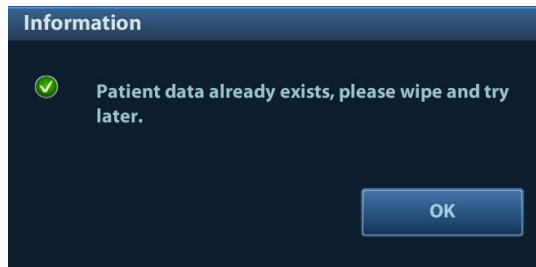 Information
Patient data already exists, please wipe and try
later.
OK